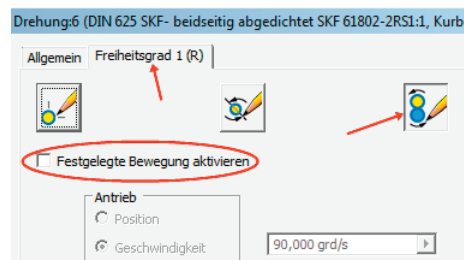 Drehung:6 (DIN 625 SKF- beidseitig abgedichtet SKF 61802-2RS1:1, Kurb
Allgemein Freiheitsgrad 1 (R)
Festgelegte Bewegung aktivieren
Antrieb
Position
Geschwindigkeit 90,000 grd/s